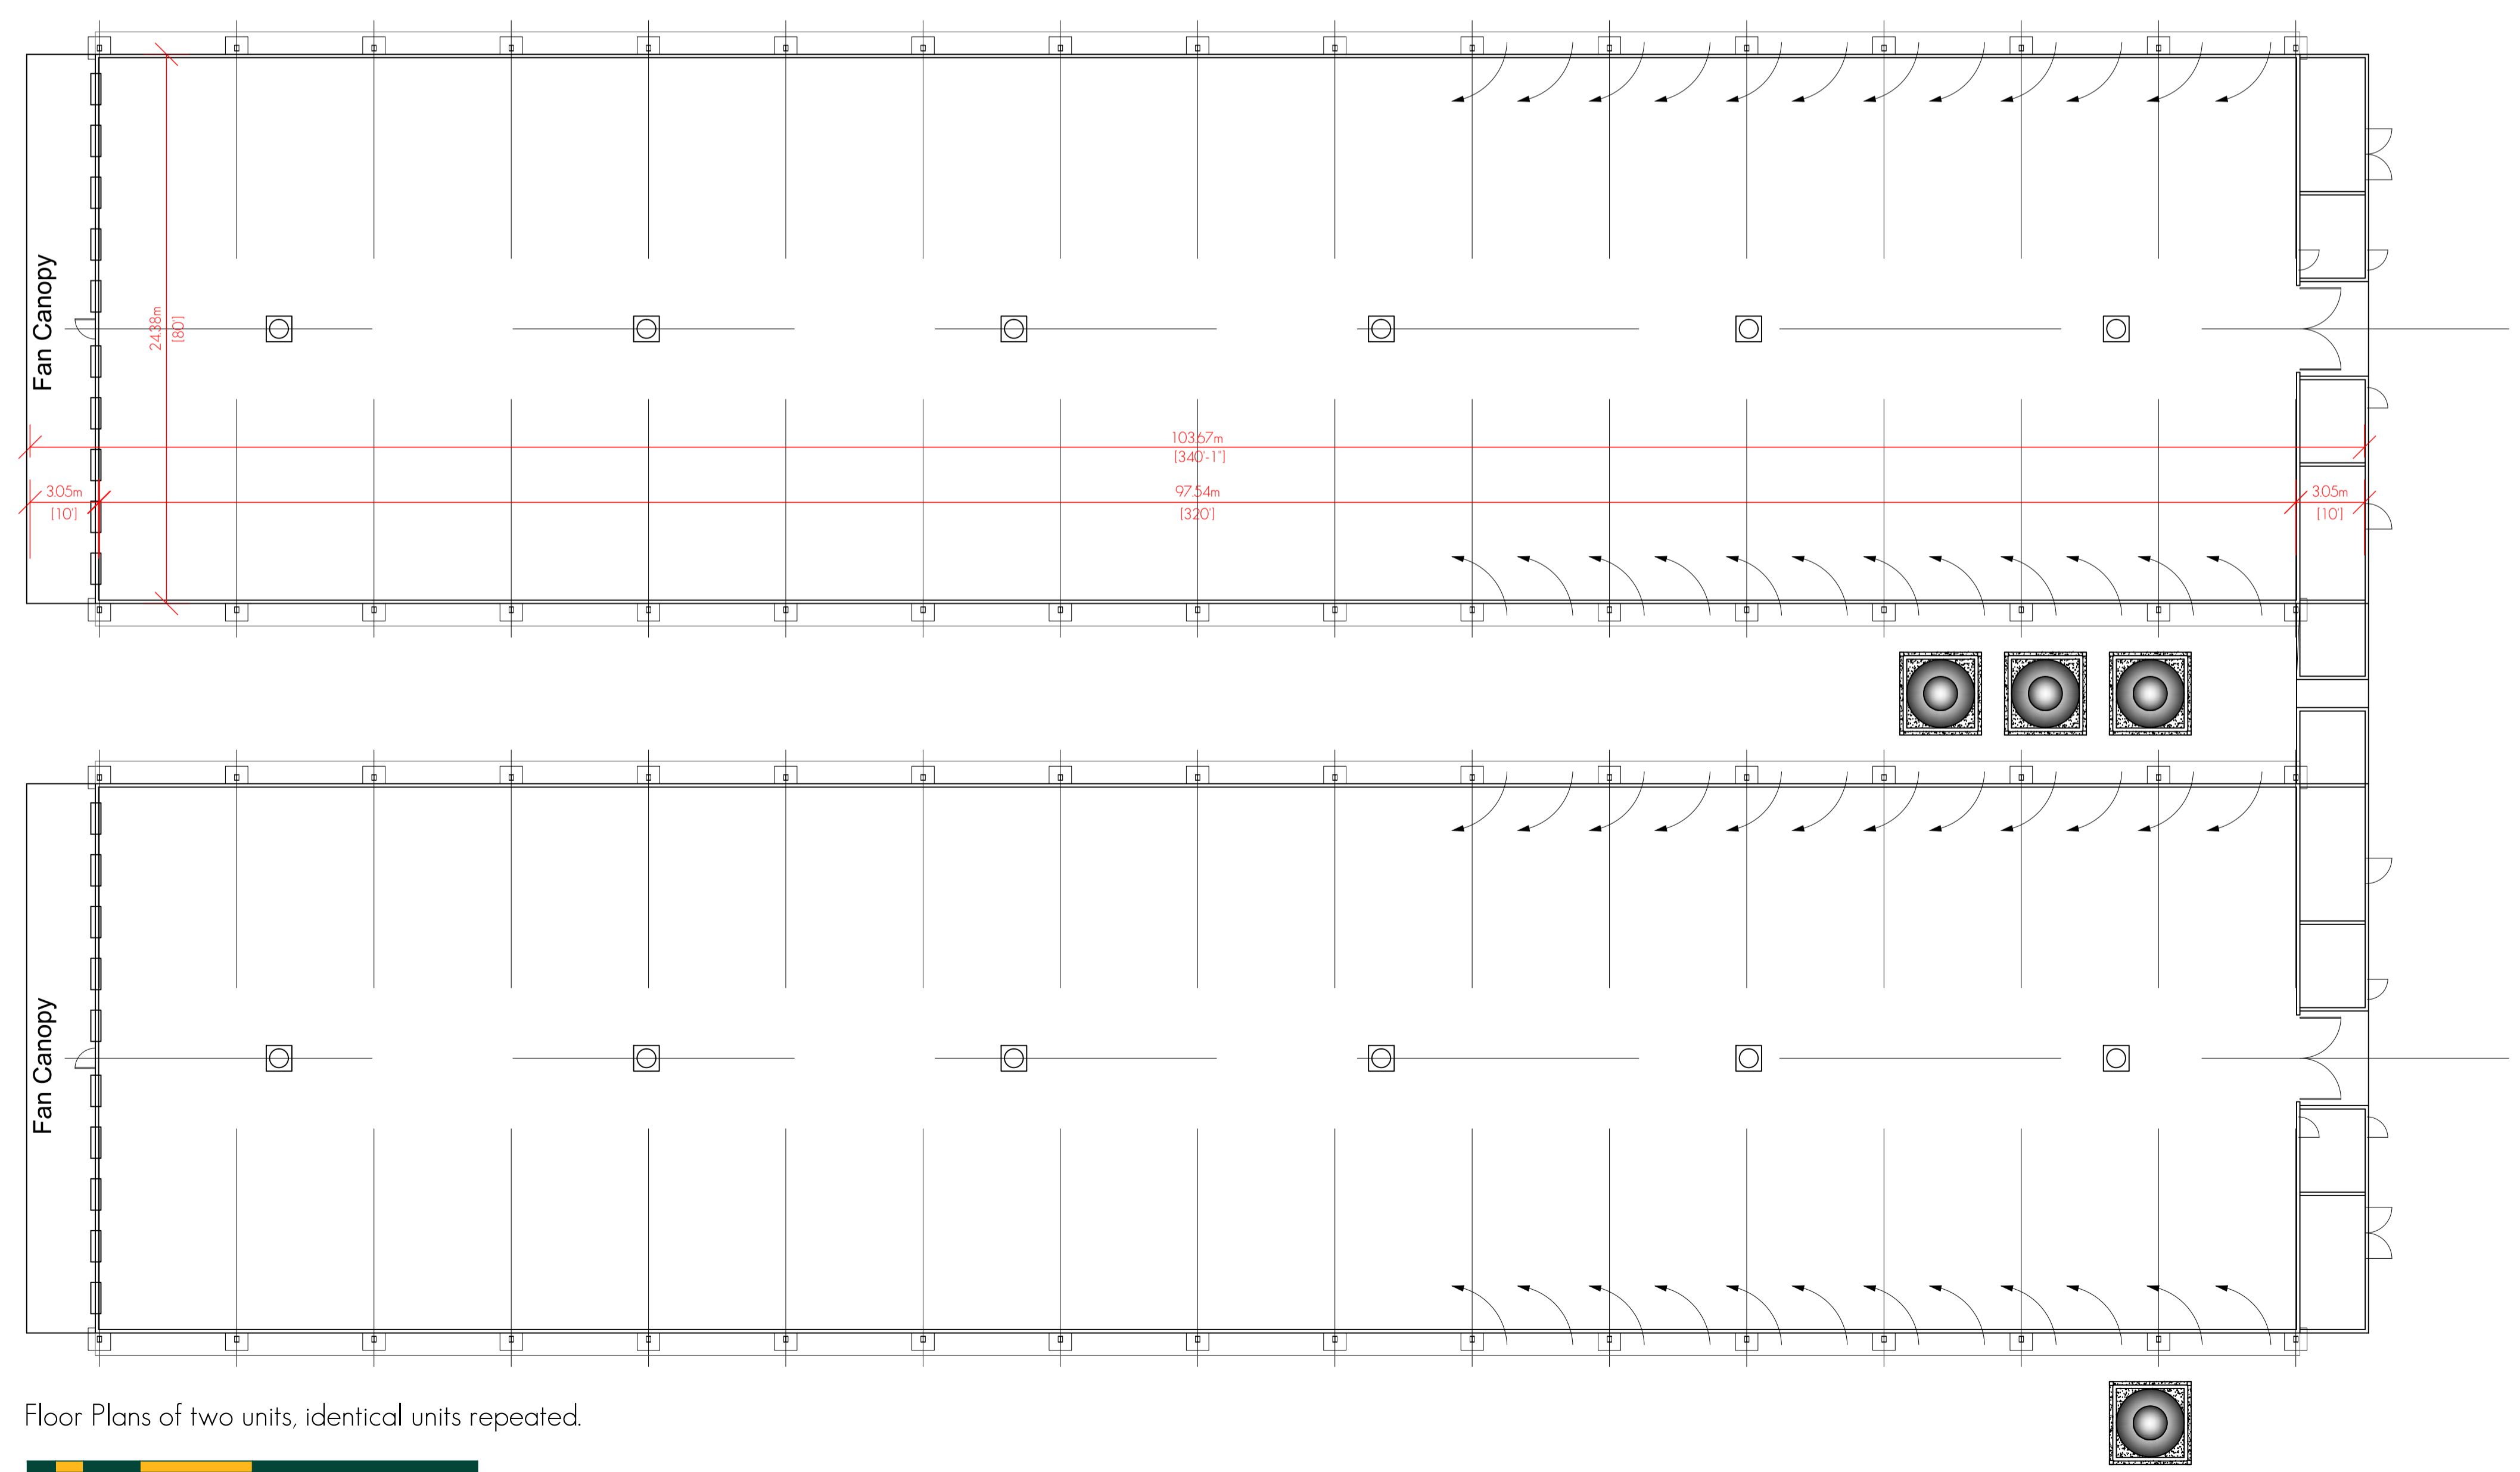 Fan Canopy
24.38m
[80']
103.67m
[340'-1"]
3.05m
[10']
97.54m
[320']
3.05m
[10']
Fan Canopy
Floor Plans of two units, identical units repeated.